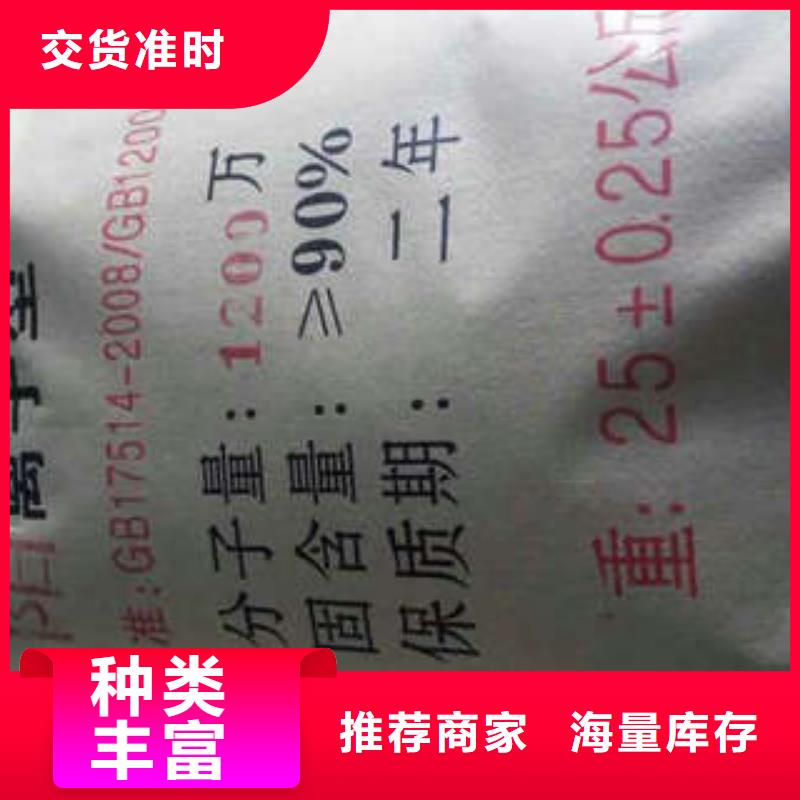 交货准时
阳离子型
准：GB17514-2008/GB1200
分子量：1200万
固含量：≥90%
保质期：二年
重：25±0.25公
种类
丰富
推荐商家 海量库存